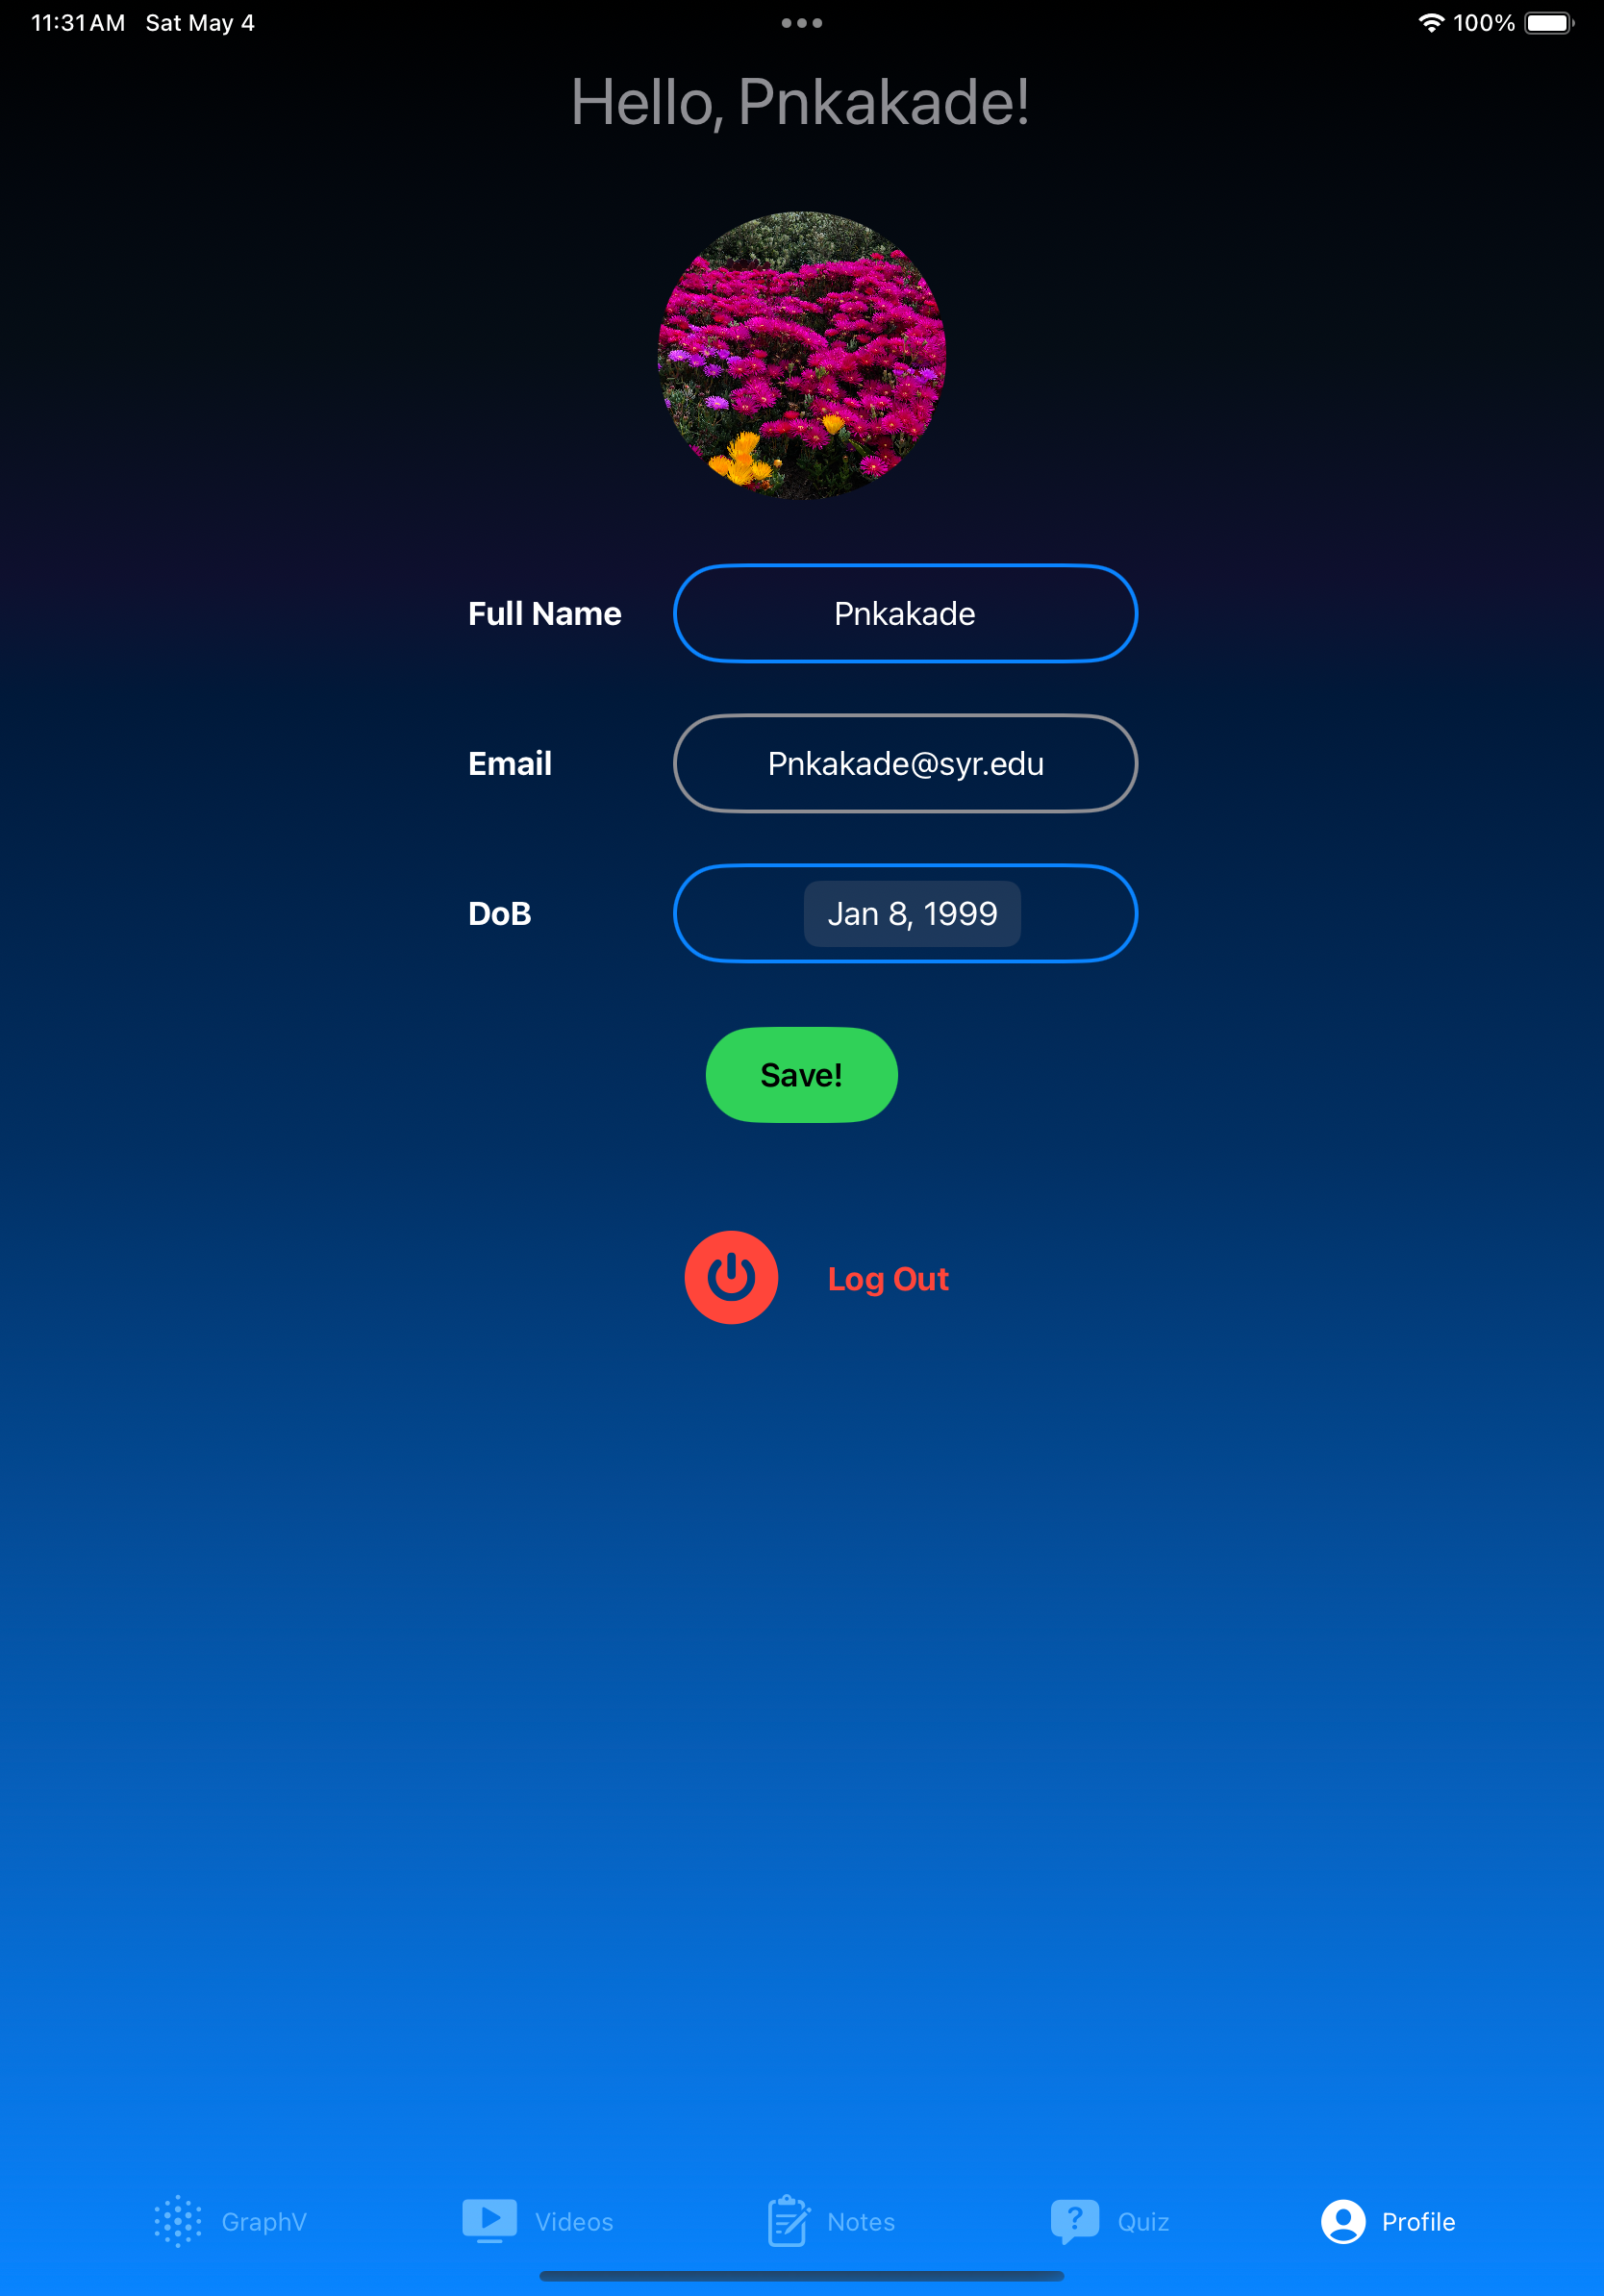 11:31 AM Sat May 4 100%
Hello, Pnkakade!
Full Name Pnkakade
Email Pnkakade@syr.edu
DoB Jan 8, 1999
Save!
Log Out
GraphV Videos Notes Quiz Profile